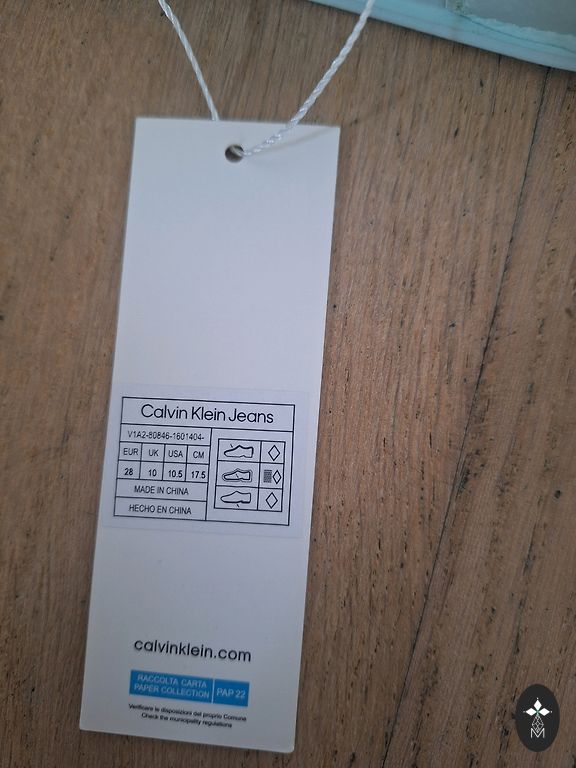 Calvin Klein Jeans
V1A2-80846-1601404-
EUR UK USA CM
28 10 10.5 17.5
MADE IN CHINA
HECHO EN CHINA
calvinklein.com
RACCOLTA CARTA
PAPER COLLECTION
PAP 22
Verificare le disposizioni del proprio Comune
Check the municipality regulations
M